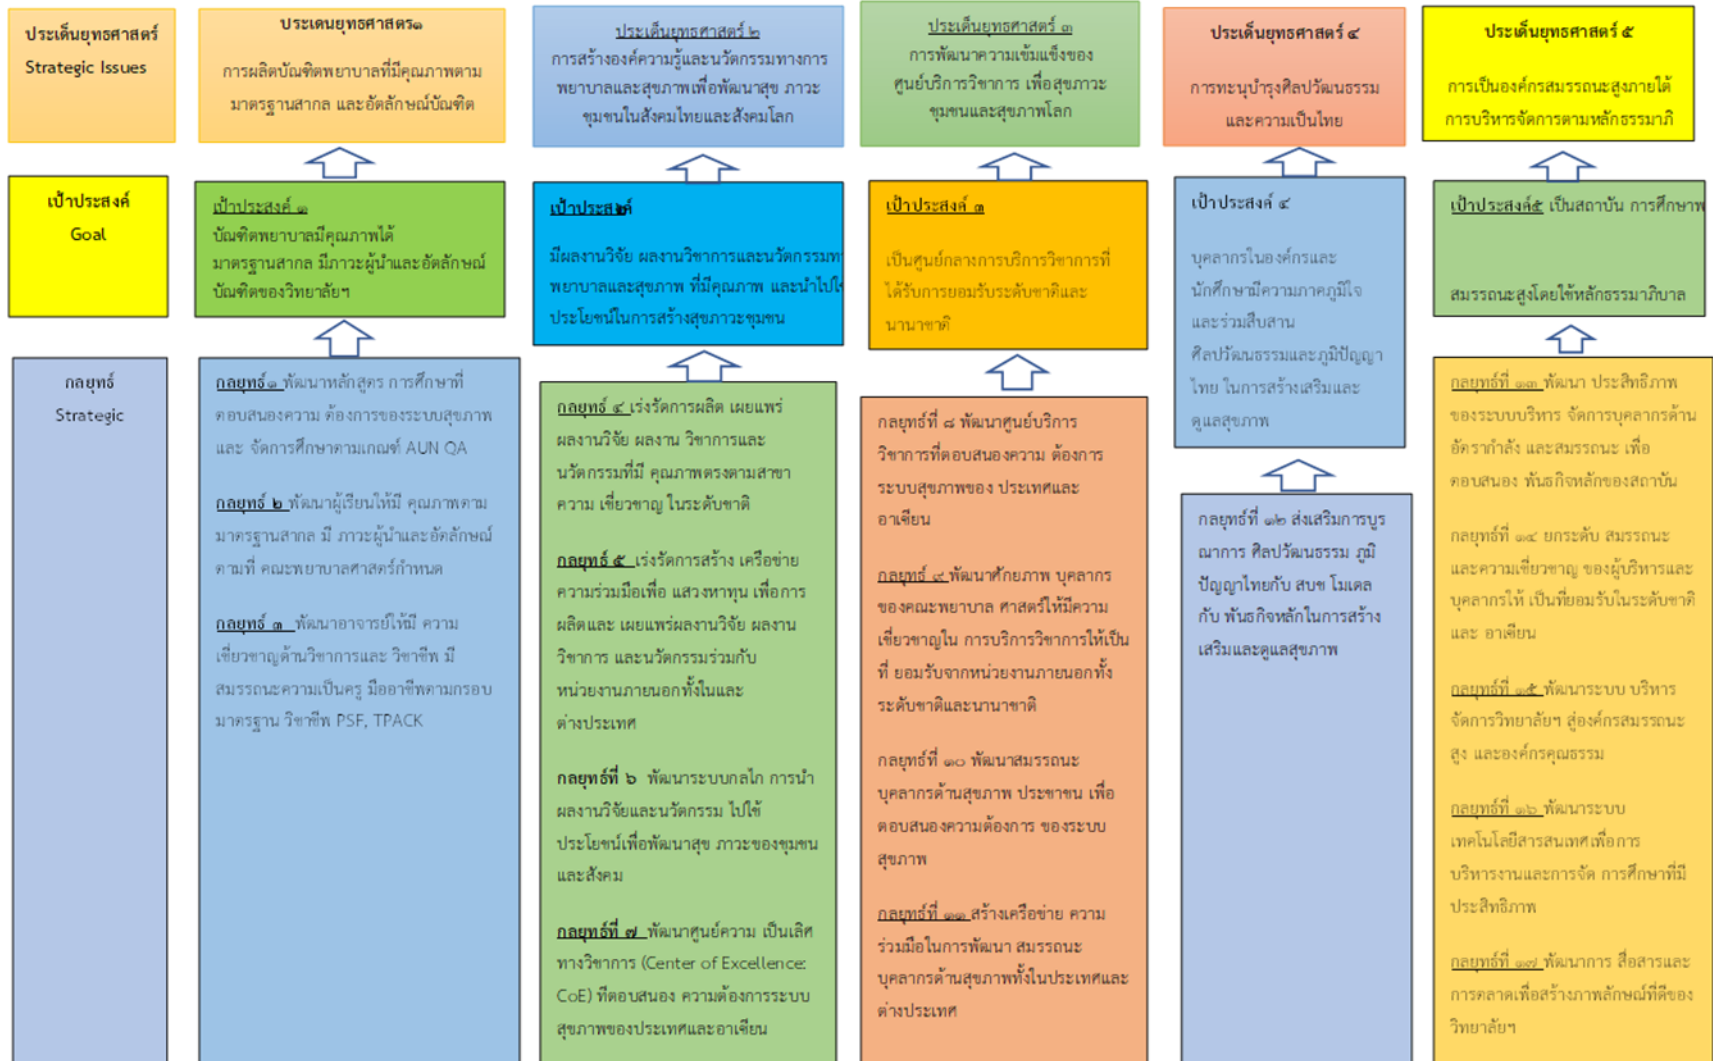 ประเด็นยุทธศาสตร์
Strategic Issues
ประเดนยุทธศาสตร๑
การผลิตบัณฑิตพยาบาลที่มีคุณภาพตาม
มาตรฐานสากล และอัตลักษณ์บัณฑิต
ประเด็นยุทธศาสตร์ ๒
การสร้างองค์ความรู้และนวัตกรรมทางการ
พยาบาลและสุขภาพเพื่อพัฒนาสุข ภาวะ
ชุมชนในสังคมไทยและสังคมโลก
ประเด็นยุทธศาสตร์ ๓
การพัฒนาความเข้มแข็งของ
ศูนย์บริการวิชาการ เพื่อสุขภาวะ
ชุมชนและสุขภาพโลก
ประเด็นยุทธศาสตร์ ๔
การทะนุบำรุงศิลปวัฒนธรรม
และความเป็นไทย
ประเด็นยุทธศาสตร์ ๕
การเป็นองค์กรสมรรถนะสูงภายใต้
การบริหารจัดการตามหลักธรรมาภิ
เป้าประสงค์
Goal
เป้าประสงค์ ๑
บัณฑิตพยาบาลมีคุณภาพได้
มาตรฐานสากล มีภาวะผู้นำและอัตลักษณ์
บัณฑิตของวิทยาลัยฯ
เป้าประส๒ค์
มีผลงานวิจัย ผลงานวิชาการและนวัตกรรมท
พยาบาลและสุขภาพ ที่มีคุณภาพ และนำไปใ
ประโยชน์ในการสร้างสุขภาวะชุมชน
เป้าประสงค์ ๓
เป็นศูนย์กลางการบริการวิชาการที่
ได้รับการยอมรับระดับชาติและ
นานาชาติ
เป้าประสงค์ ๔
บุคลากรในองค์กรและ
นักศึกษามีความภาคภูมิใจ
และร่วมสืบสาน
ศิลปวัฒนธรรมและภูมิปัญญา
ไทย ในการสร้างเสริมและ
ดูแลสุขภาพ
เป้าประสงค์๕ เป็นสถาบัน การศึกษาพ
สมรรถนะสูงโดยใช้หลักธรรมาภิบาล
กลยุทธ์
Strategic
กลยุทธ์๑ พัฒนาหลักสูตร การศึกษาที่
ตอบสนองความ ต้องการของระบบสุขภาพ
และ จัดการศึกษาตามเกณฑ์ AUN QA
กลยุทธ์ ๒ พัฒนาผู้เรียนให้มี คุณภาพตาม
มาตรฐานสากล มี ภาวะผู้นำและอัตลักษณ์
ตามที่ คณะพยาบาลศาสตร์กำหนด
กลยุทธ์ ๓ พัฒนาอาจารย์ให้มี ความ
เชี่ยวชาญด้านวิชาการและ วิชาชีพ มี
สมรรถนะความเป็นครู มืออาชีพตามกรอบ
มาตรฐาน วิชาชีพ PSF, TPACK
กลยุทธ์ ๔ เร่งรัดการผลิต เผยแพร่
ผลงานวิจัย ผลงาน วิชาการและ
นวัตกรรมที่มี คุณภาพตรงตามสาขา
ความ เชี่ยวชาญ ในระดับชาติ
กลยุทธ์ ๕ เร่งรัดการสร้าง เครือข่าย
ความร่วมมือเพื่อ แสวงหาทุน เพื่อการ
ผลิตและ เผยแพร่ผลงานวิจัย ผลงาน
วิชาการ และนวัตกรรมร่วมกับ
หน่วยงานภายนอกทั้งในและ
ต่างประเทศ
กลยุทธ์ที่ ๖ พัฒนาระบบกลไก การนำ
ผลงานวิจัยและนวัตกรรม ไปใช้
ประโยชน์เพื่อพัฒนาสุข ภาวะของชุมชน
และสังคม
กลยุทธ์ที่ ๗ พัฒนาศูนย์ความ เป็นเลิศ
ทางวิชาการ (Center of Excellence:
CoE) ที่ตอบสนอง ความต้องการระบบ
สุขภาพของประเทศและอาเซียน
กลยุทธ์ที่ ๘ พัฒนาศูนย์บริการ
วิชาการที่ตอบสนองความ ต้องการ
ระบบสุขภาพของ ประเทศและ
อาเซียน
กลยุทธ์ ๙ พัฒนาศักยภาพ บุคลากร
ของคณะพยาบาล ศาสตร์ให้มีความ
เชี่ยวชาญใน การบริการวิชาการให้เป็น
ที่ ยอมรับจากหน่วยงานภายนอกทั้ง
ระดับชาติและนานาชาติ
กลยุทธ์ที่ ๑๐ พัฒนาสมรรถนะ
บุคลากรด้านสุขภาพ ประชาชน เพื่อ
ตอบสนองความต้องการ ของระบบ
สุขภาพ
กลยุทธ์ที่ ๑๑ สร้างเครือข่าย ความ
ร่วมมือในการพัฒนา สมรรถนะ
บุคลากรด้านสุขภาพทั้งในประเทศและ
ต่างประเทศ
กลยุทธ์ที่ ๑๒ ส่งเสริมการบูร
ณาการ ศิลปวัฒนธรรม ภูมิ
ปัญญาไทยกับ สบช โมเดล
กับ พันธกิจหลักในการสร้าง
เสริมและดูแลสุขภาพ
กลยุทธ์ที่ ๑๓ พัฒนา ประสิทธิภาพ
ของระบบบริหาร จัดการบุคลากรด้าน
อัตรากำลัง และสมรรถนะ เพื่อ
ตอบสนอง พันธกิจหลักของสถาบัน
กลยุทธ์ที่ ๑๔ ยกระดับ สมรรถนะ
และความเชี่ยวชาญ ของผู้บริหารและ
บุคลากรให้ เป็นที่ยอมรับในระดับชาติ
และ อาเซียน
กลยุทธ์ที่ ๑๕ พัฒนาระบบ บริหาร
จัดการวิทยาลัยฯ สู่องค์กรสมรรถนะ
สูง และองค์กรคุณธรรม
กลยุทธ์ที่ ๑๖ พัฒนาระบบ
เทคโนโลยีสารสนเทศเพื่อการ
บริหารงานและการจัด การศึกษาที่มี
ประสิทธิภาพ
กลยุทธ์ที่ ๑๗ พัฒนาการ สื่อสารและ
การตลาดเพื่อสร้างภาพลักษณ์ที่ดีของ
วิทยาลัยฯ